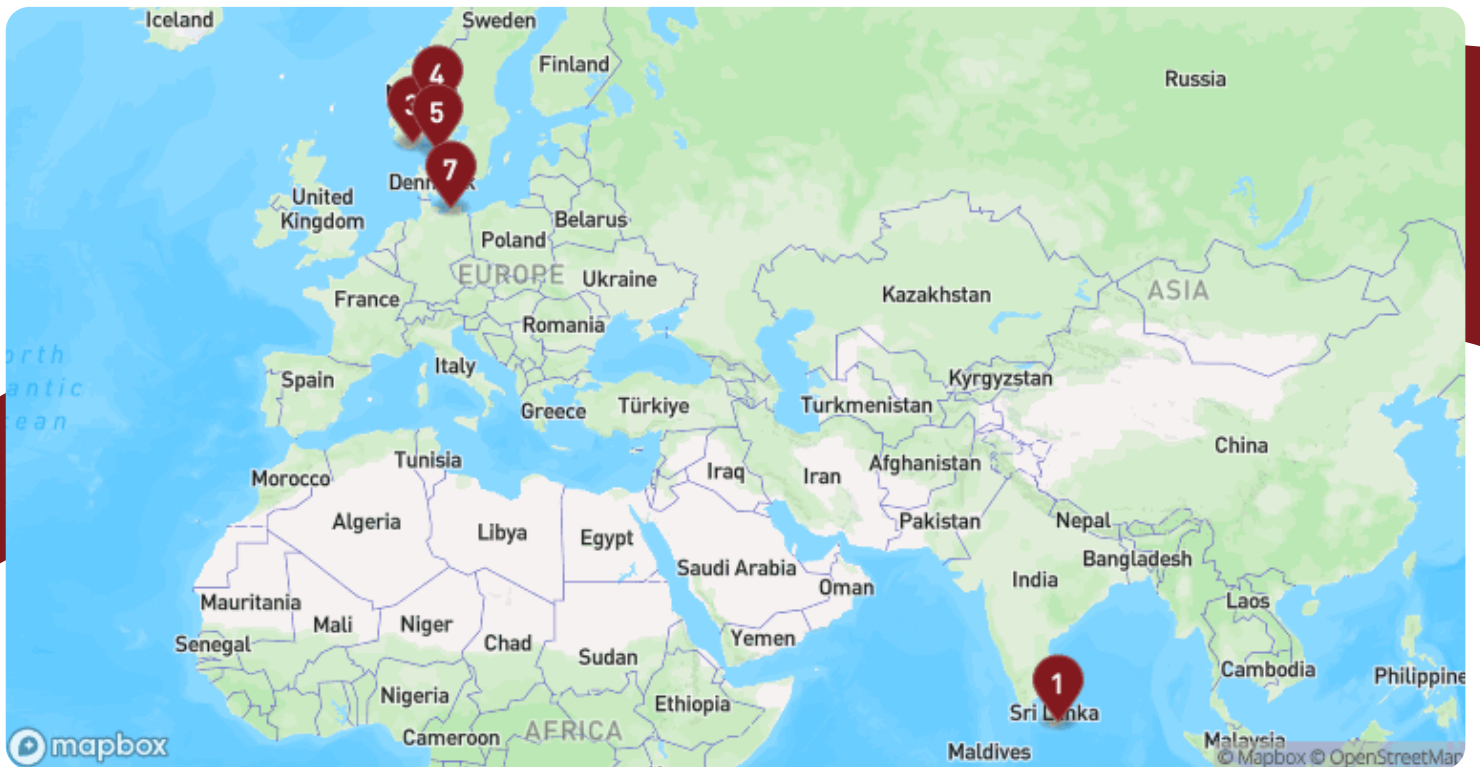 Iceland
Sweden
Finland
Russia
4
3
5
7
United
Kingdom
Belarus
Poland
EUROPE
Ukraine
France
Kazakhstan
ASIA
Romania
Italy
Spain
Kyrgyzstan
Greece
Türkiye
Turkmenistan
China
Tunisia
Morocco
Iraq
Iran
Afghanistan
Algeria
Libya
Egypt
Pakistan
Nepal
Bangladesh
Saudi Arabia
Oman
India
Mauritania
Mali
Niger
Chad
Laos
Senegal
Yemen
Sudan
Cambodia
Philippine
Nigeria
Ethiopia
1
Sri L nka
AFRICA
Cameroon
Maldives
Malaysia
mapbox
© Mapbox © OpenStreetMap